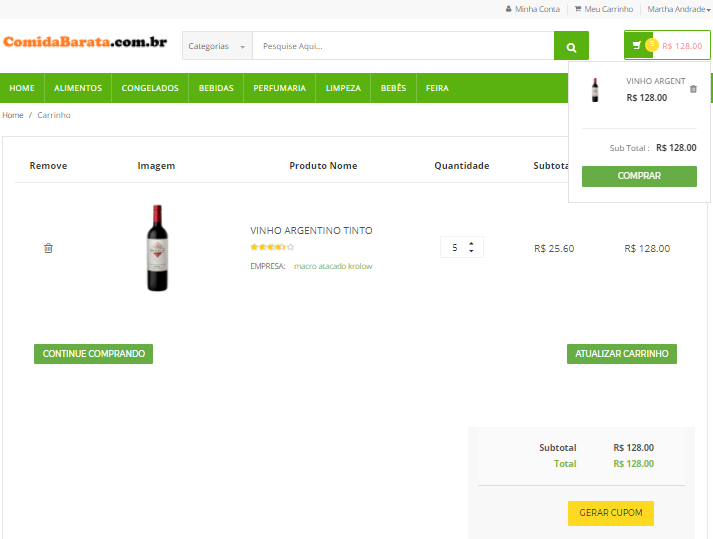 Minha Conta Meu Carrinho Martha Andrade
ComidaBarata.com.br Categorias Pesquise Aqui... 5 R$ 128.00
HOME ALIMENTOS CONGELADOS BEBIDAS PERFUMARIA LIMPEZA BEBÊS FEIRA
VINHO ARGENT
R$ 128.00
Sub Total : R$ 128.00
COMPRAR
Home / Carrinho
Remove Imagem Produto Nome Quantidade Subtota
VINHO ARGENTINO TINTO
5 R$ 25.60 R$ 128.00
EMPRESA: macro atacado krolow
CONTINUE COMPRANDO ATUALIZAR CARRINHO
Subtotal R$ 128.00
Total R$ 128.00
GERAR CUPOM